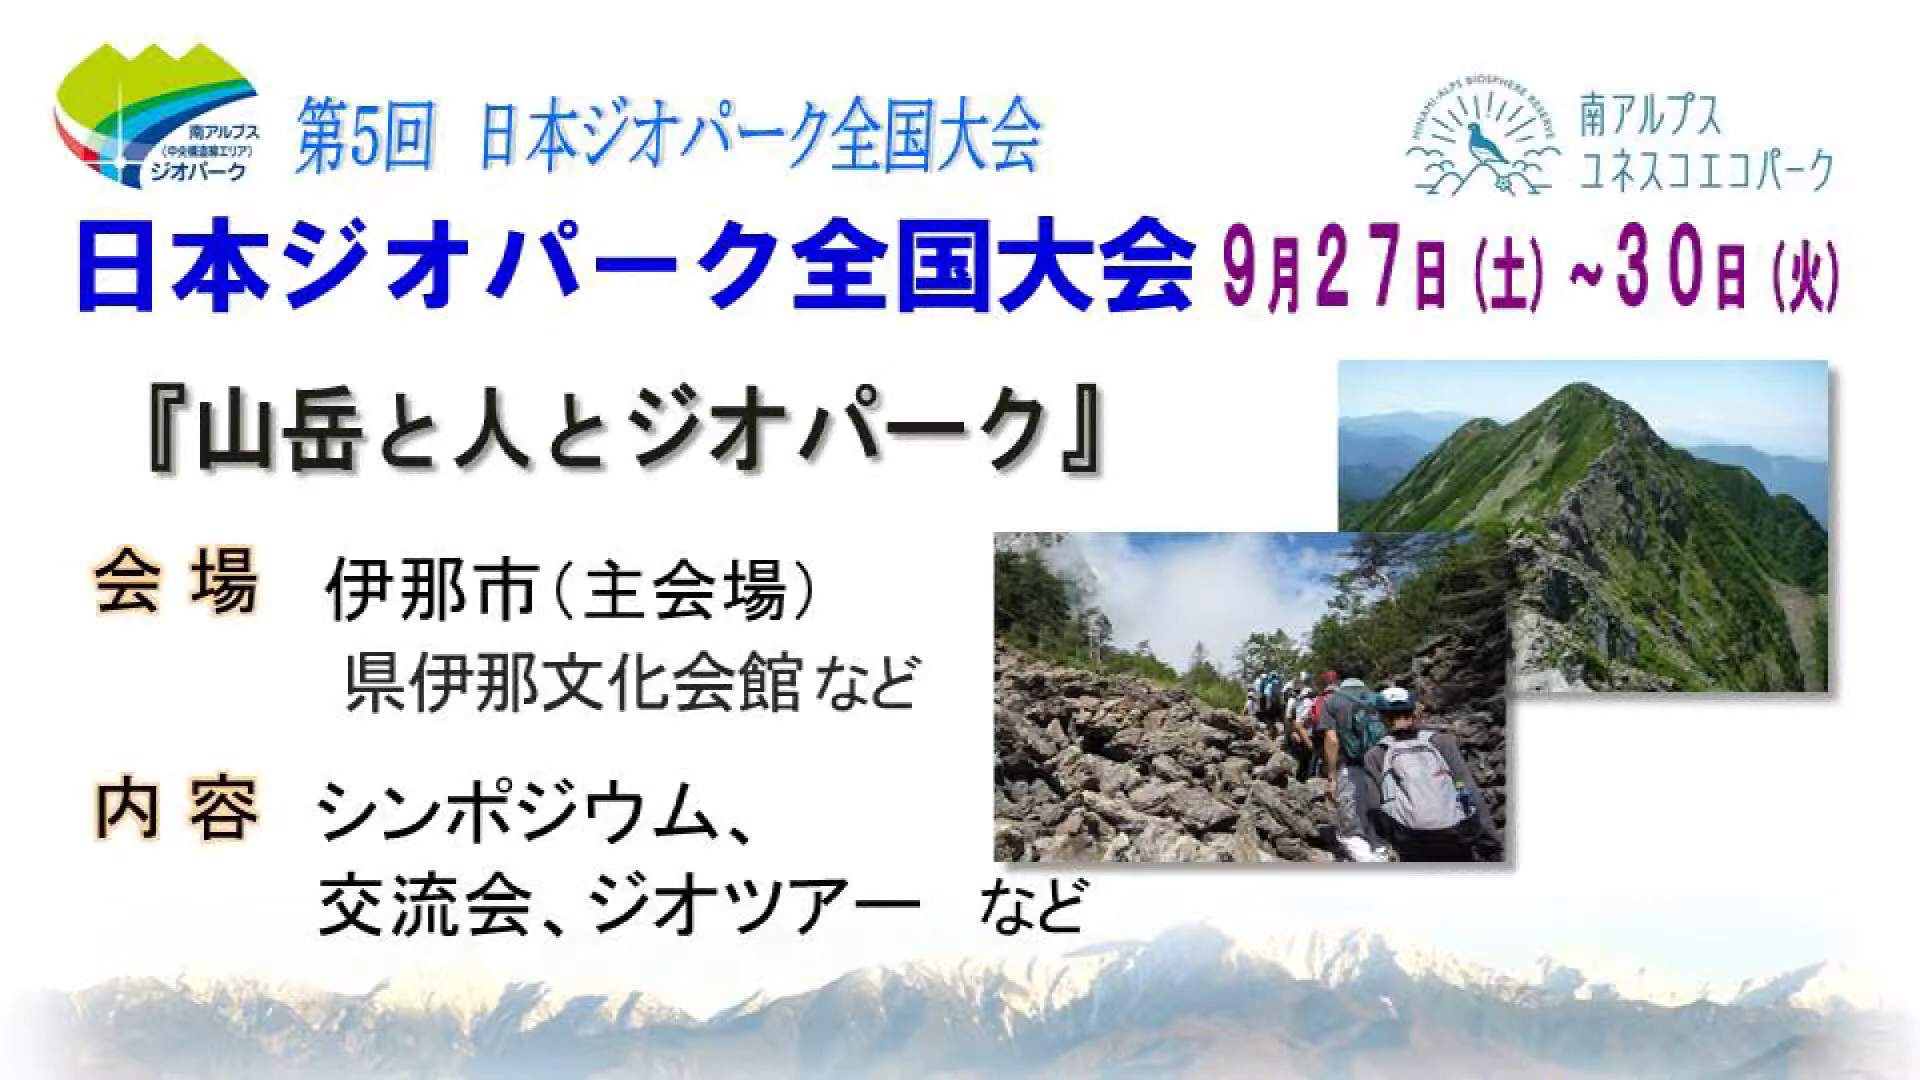 南アルプス
（中央構造線エリア）
ジオパーク
第5回　日本ジオパーク全国大会
MINAMI-ALPS BIOSPHERE RESERVE
南アルプス
ユネスコエコパーク
日本ジオパーク全国大会 9月27日（土）~30日（火）
『山岳と人とジオパーク』
会 場　伊那市（主会場）
県伊那文化会館 など
内 容　シンポジウム、
交流会、ジオツアー　など